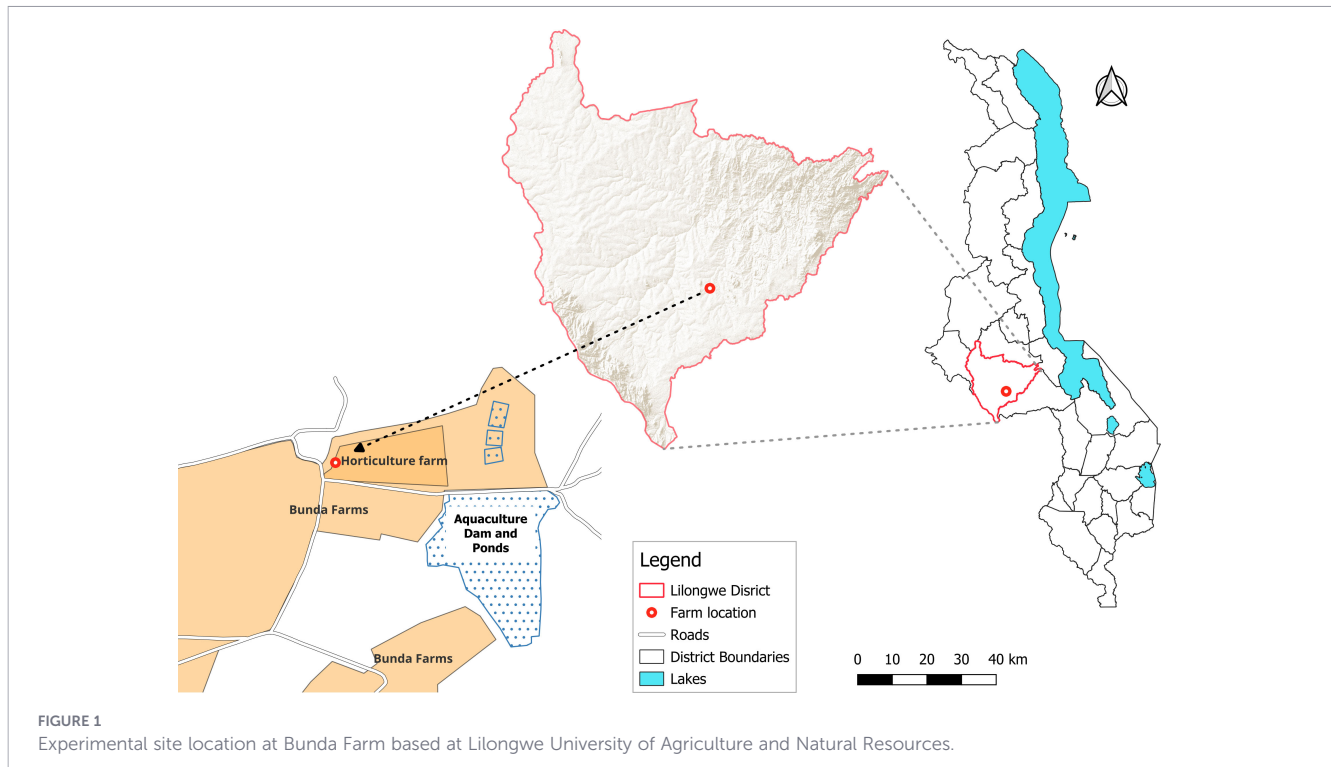 Horticulture farm
Bunda Farms
Aquaculture
Dam and
Ponds
Bunda Farms
Legend
Lilongwe Disrict
Farm location
Roads
District Boundaries
Lakes
0 10 20 30 40 km
FIGURE 1
Experimental site location at Bunda Farm based at Lilongwe University of Agriculture and Natural Resources.